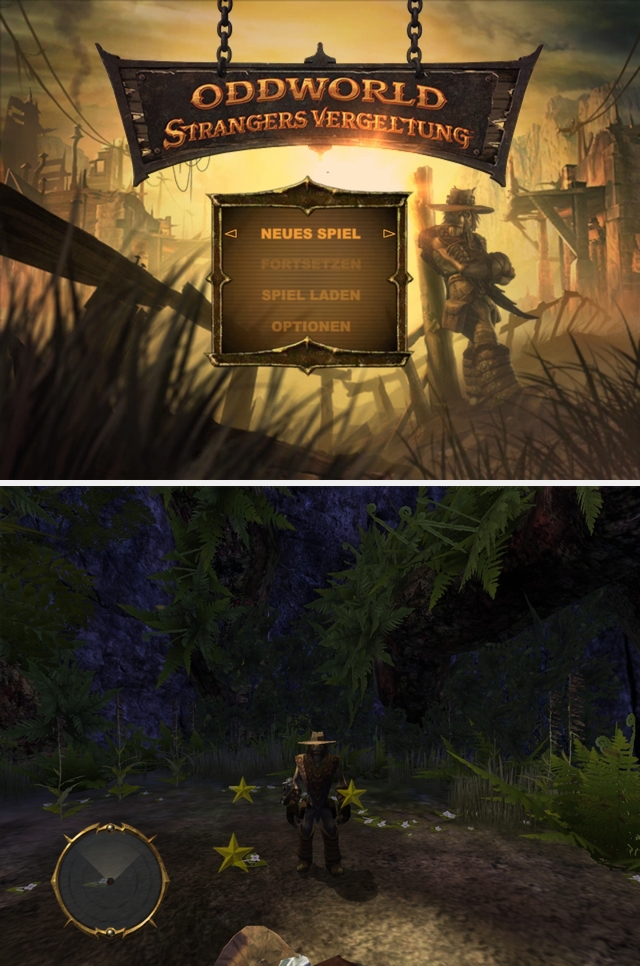 ODDWORLD
STRANGERS VERGELTUNG
NEUES SPIEL
FORTSETZEN
SPIEL LADEN
OPTIONEN